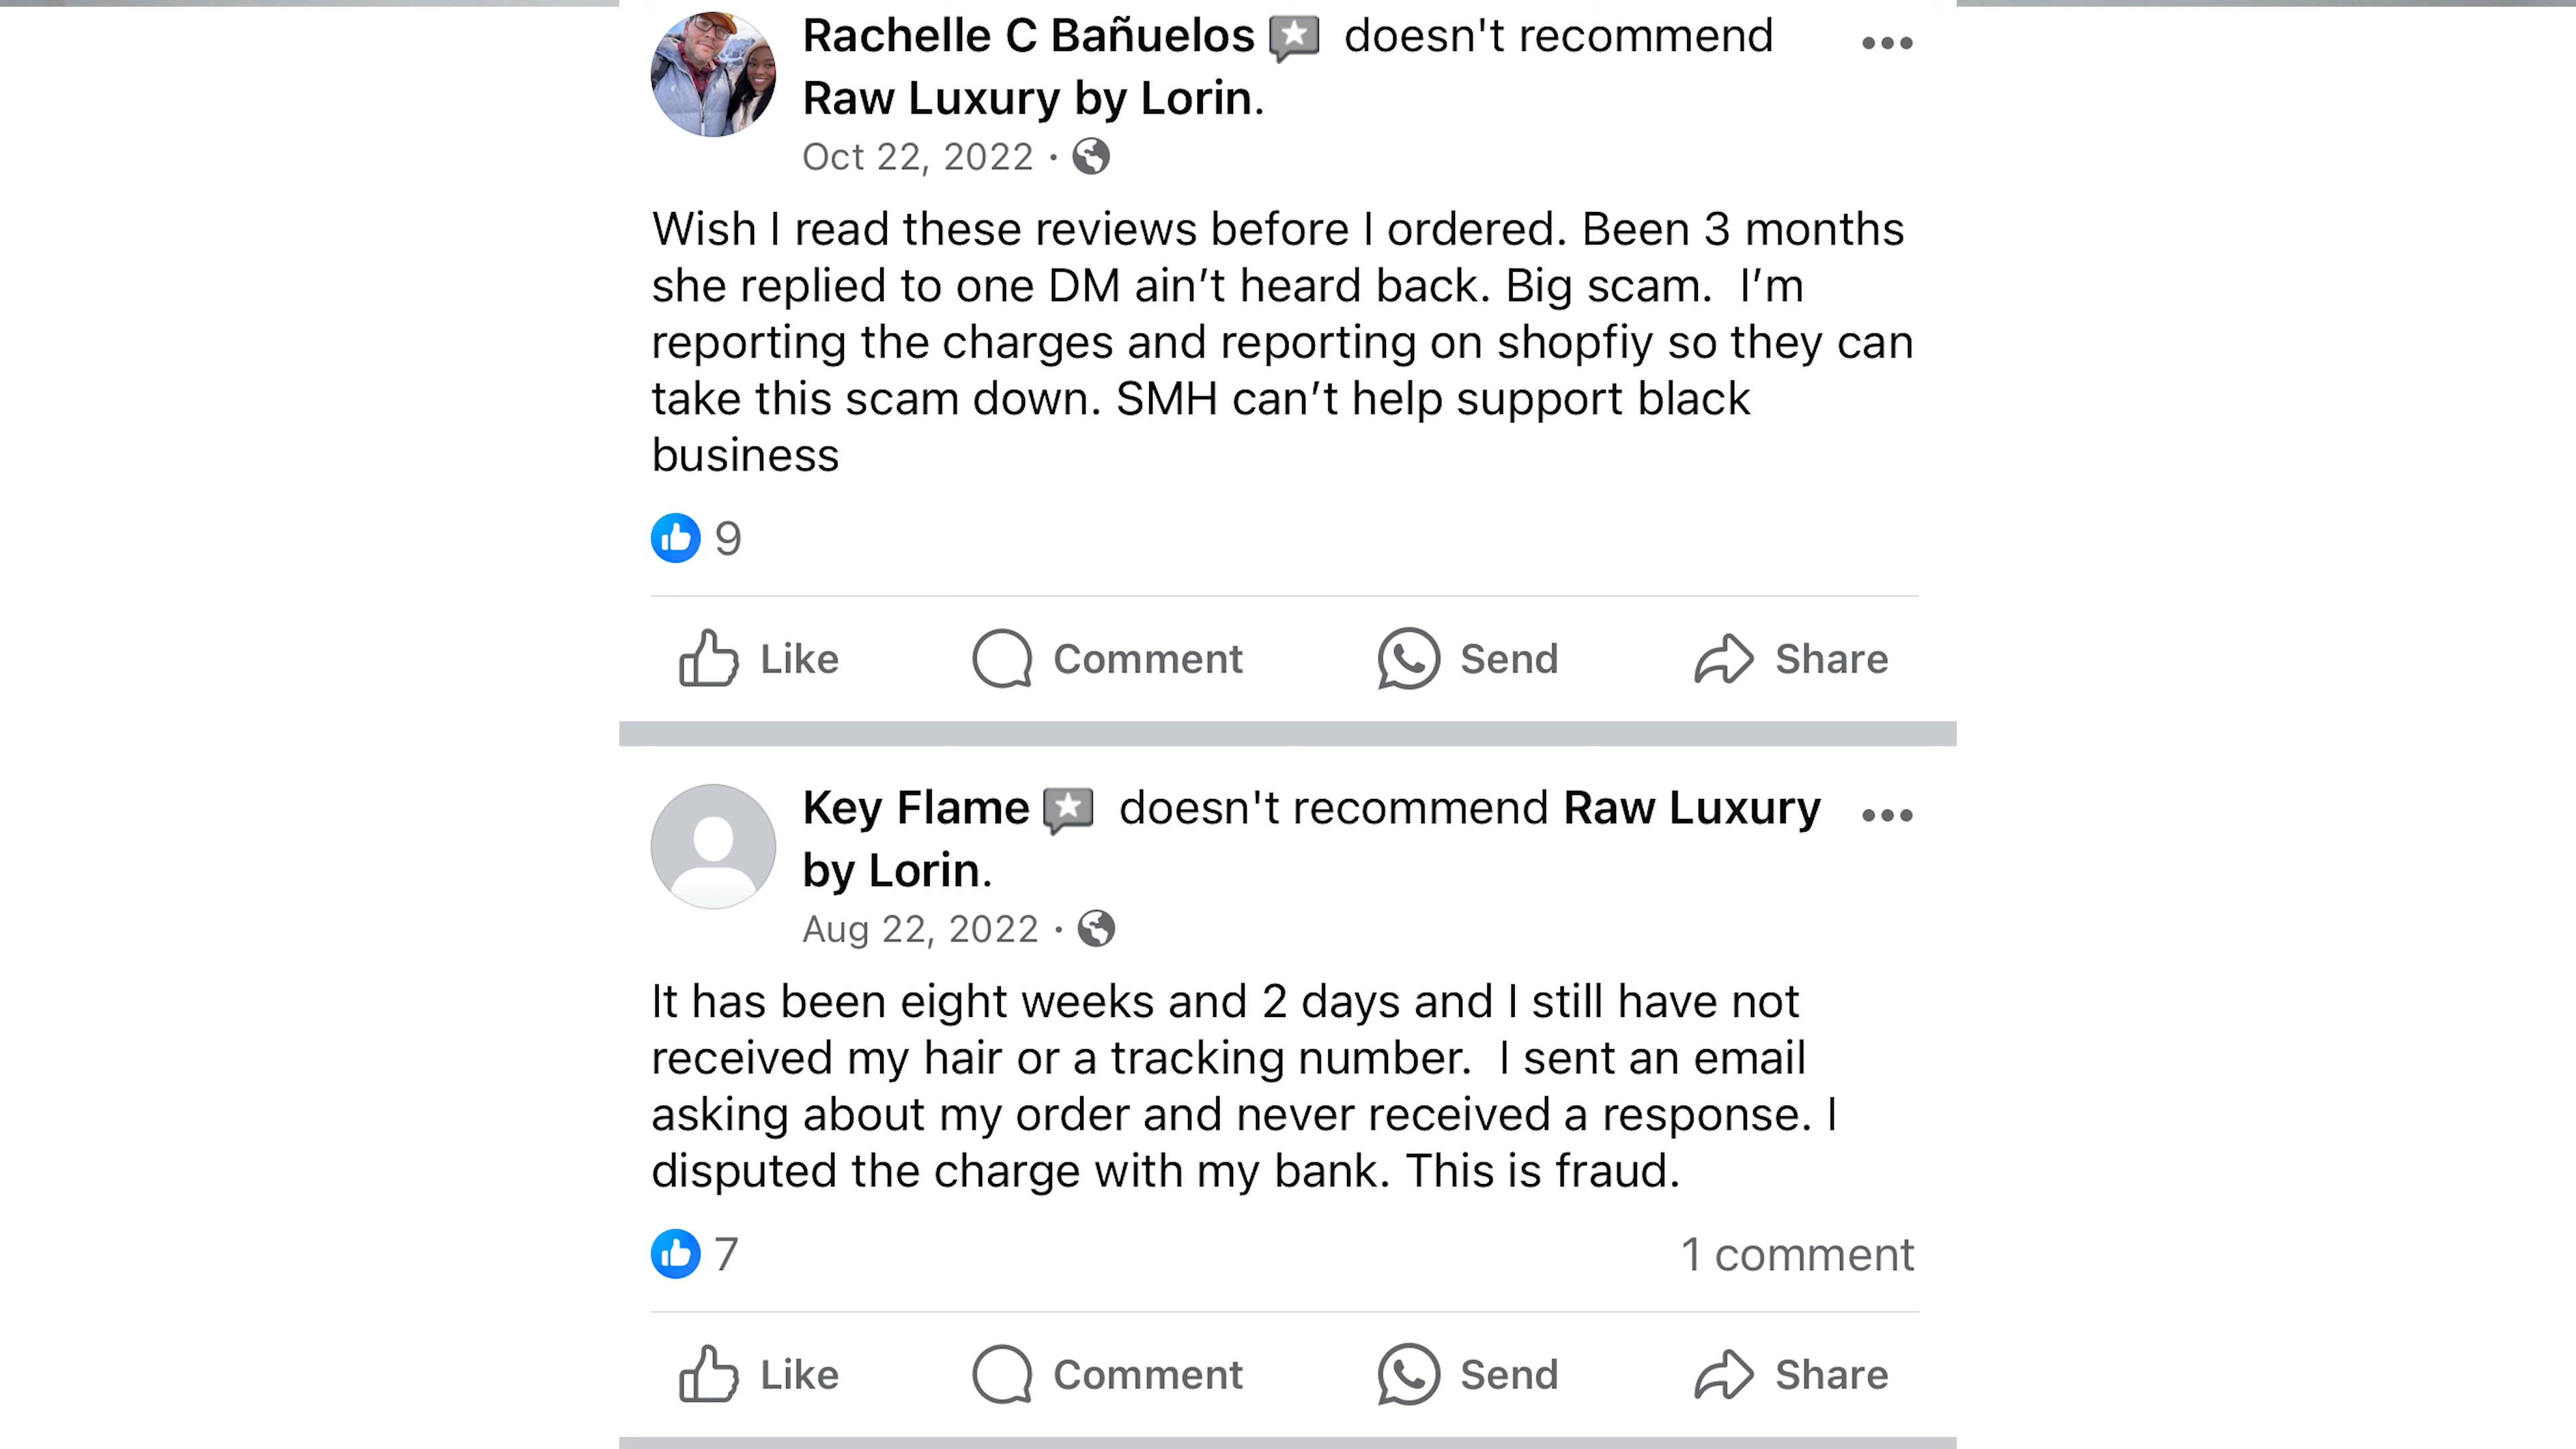 Rachelle C Bañuelos doesn't recommend
Raw Luxury by Lorin.
Oct 22, 2022 ·
Wish I read these reviews before I ordered. Been 3 months
she replied to one DM ain’t heard back. Big scam.  I’m
reporting the charges and reporting on shopfiy so they can
take this scam down. SMH can’t help support black
business
9
Like Comment Send Share
Key Flame doesn't recommend Raw Luxury
by Lorin.
Aug 22, 2022 ·
It has been eight weeks and 2 days and I still have not
received my hair or a tracking number.  I sent an email
asking about my order and never received a response. I
disputed the charge with my bank. This is fraud.
7 1 comment
Like Comment Send Share